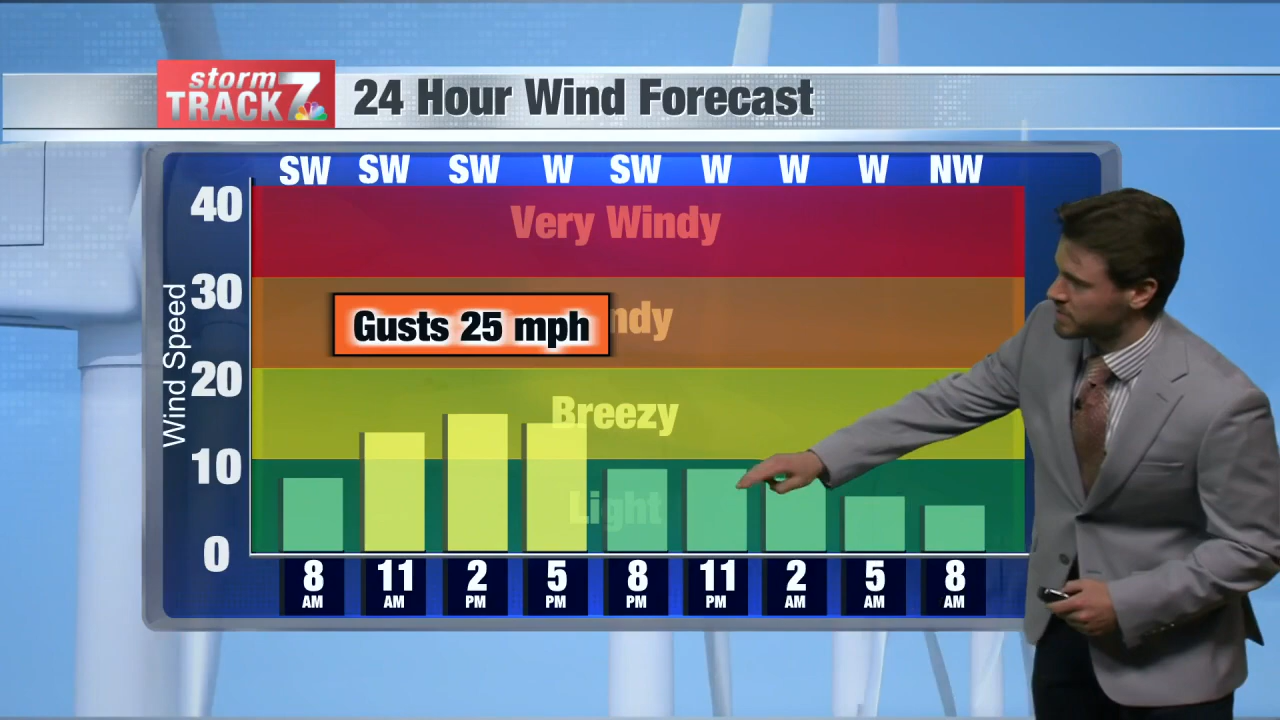 storm
TRACK 7
24 Hour Wind Forecast
SW SW SW W SW W W W NW
40
30
20
10
0
Wind Speed
Very Windy
ndy
Gusts 25 mph
Breezy
Light
8 11 2 5 8 11 2 5 8
AM AM PM PM PM PM AM AM AM